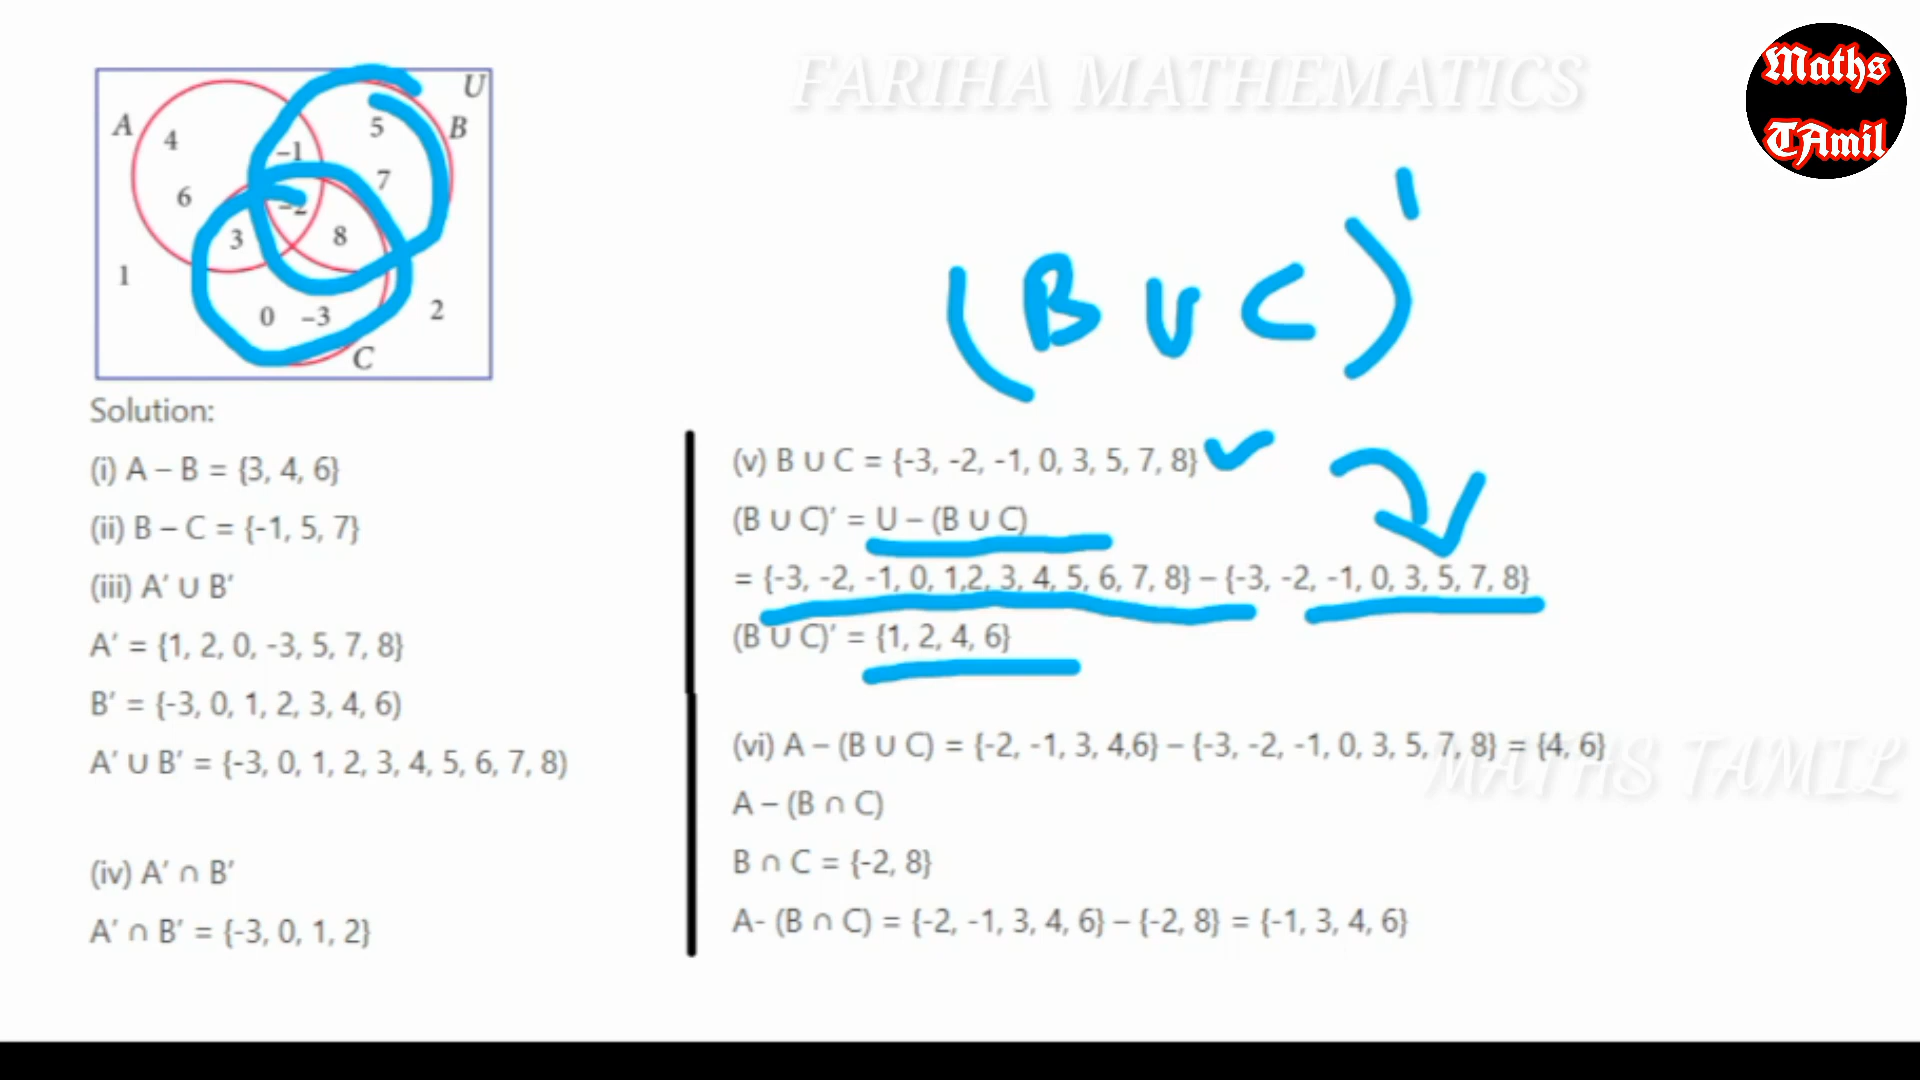 FARIHA MATHEMATICS
Maths
TAmil
U
A
4
5
B
–1
7
6
–2
3
8
1
0 –3
2
C
(B ∪ C)'
Solution:
(i) A – B = {3, 4, 6}
(ii) B – C = {-1, 5, 7}
(iii) A′ ∪ B′
A′ = {1, 2, 0, -3, 5, 7, 8}
B′ = {-3, 0, 1, 2, 3, 4, 6)
A′ ∪ B′ = {-3, 0, 1, 2, 3, 4, 5, 6, 7, 8)
(iv) A′ ∩ B′
A′ ∩ B′ = {-3, 0, 1, 2}
(v) B ∪ C = {-3, -2, -1, 0, 3, 5, 7, 8}
(B ∪ C)′ = U – (B ∪ C)
= {-3, -2, -1, 0, 1,2, 3, 4, 5, 6, 7, 8} – {-3, -2, -1, 0, 3, 5, 7, 8}
(B ∪ C)′ = {1, 2, 4, 6}
(vi) A – (B ∪ C) = {-2, -1, 3, 4,6} – {-3, -2, -1, 0, 3, 5, 7, 8} = {4, 6}
MATHS TAMIL
A – (B ∩ C)
B ∩ C = {-2, 8}
A- (B ∩ C) = {-2, -1, 3, 4, 6} – {-2, 8} = {-1, 3, 4, 6}